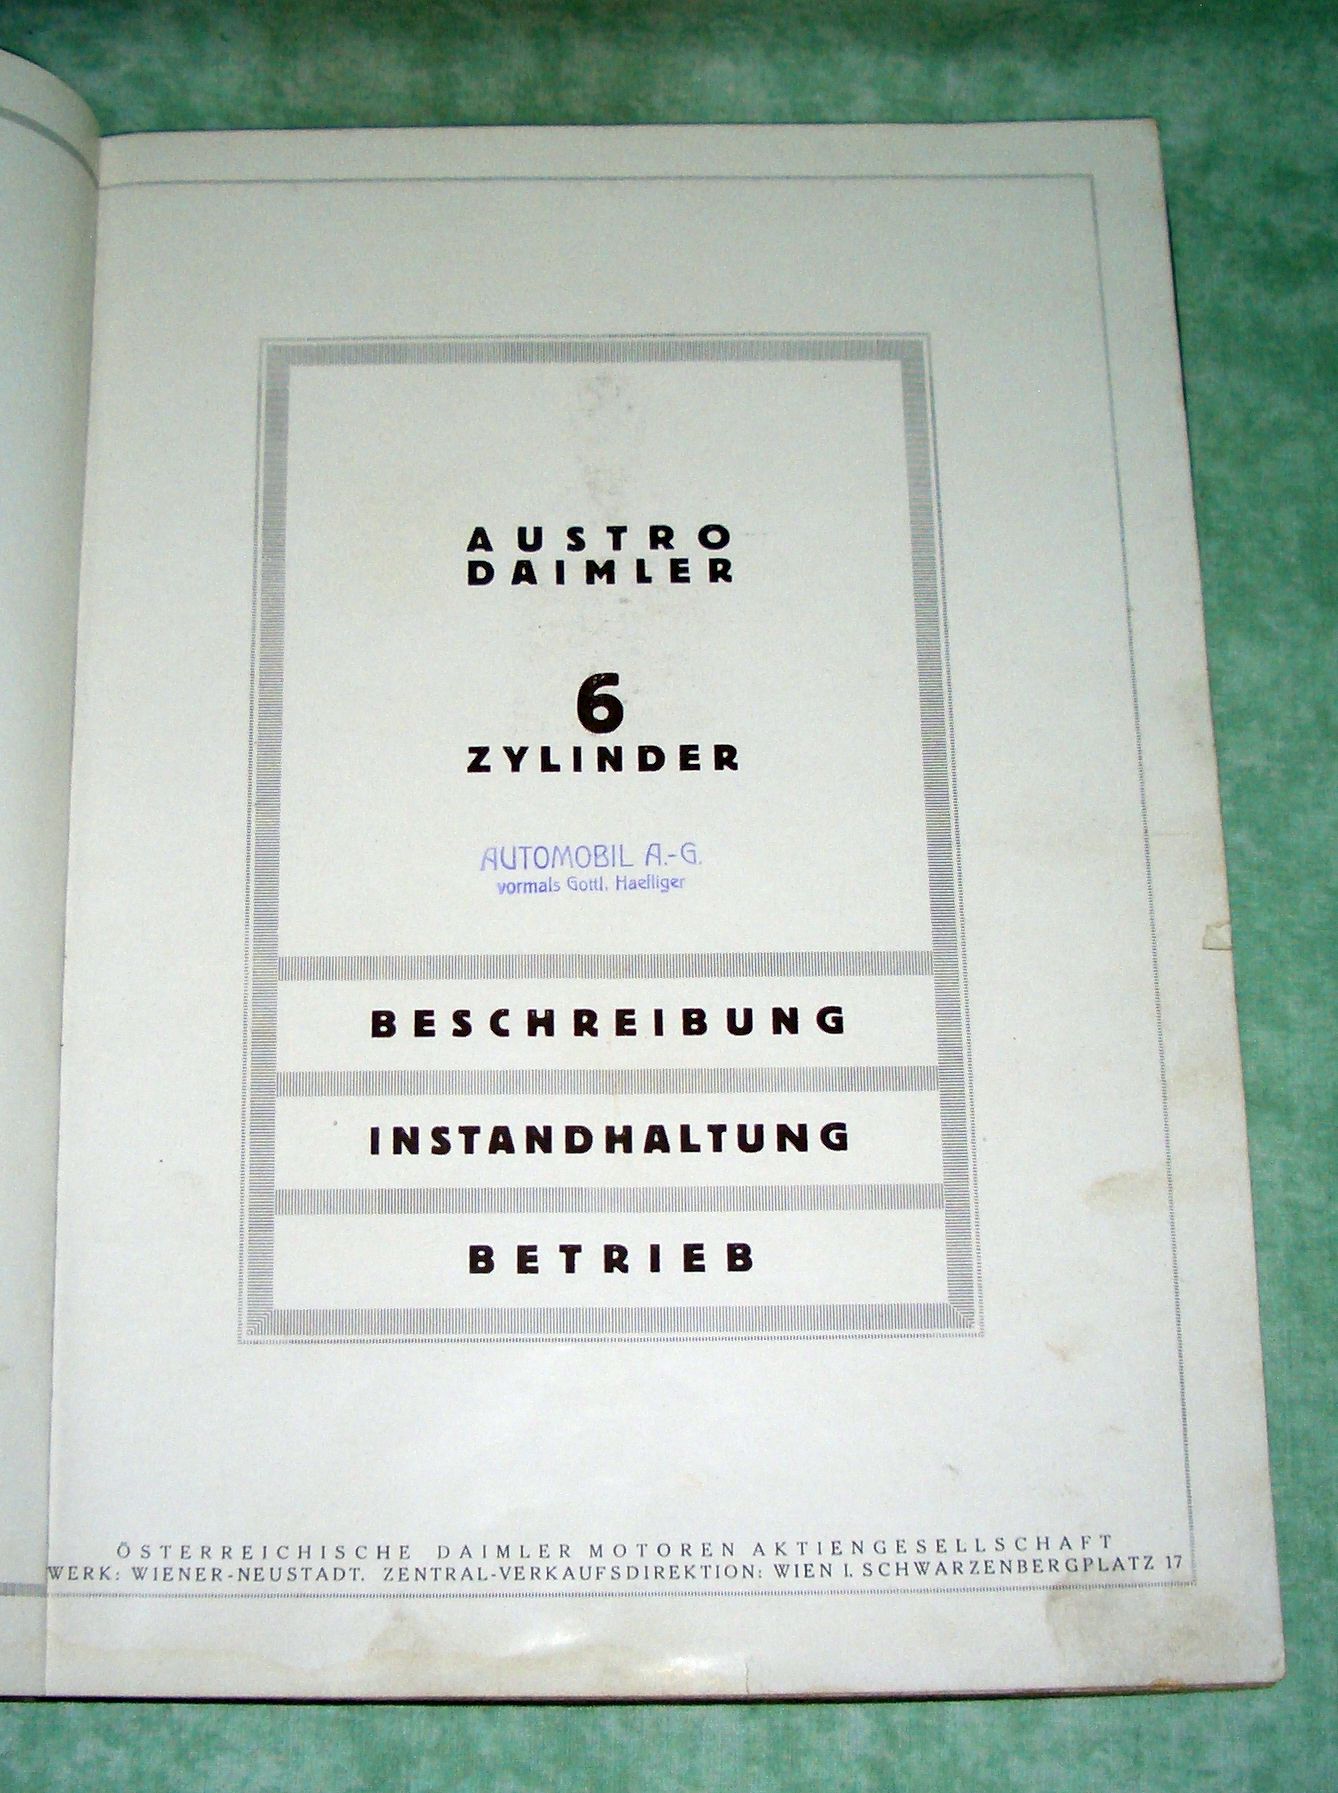 AUSTRO
DAIMLER
6
ZYLINDER
AUTOMOBIL A.-G.
vormals Gottl. Haefliger
BESCHREIBUNG
INSTANDHALTUNG
BETRIEB
ÖSTERREICHISCHE DAIMLER MOTOREN AKTIENGESELLSCHAFT
WERK: WIENER-NEUSTADT. ZENTRAL-VERKAUFSDIREKTION: WIEN I. SCHWARZENBERGPLATZ 17